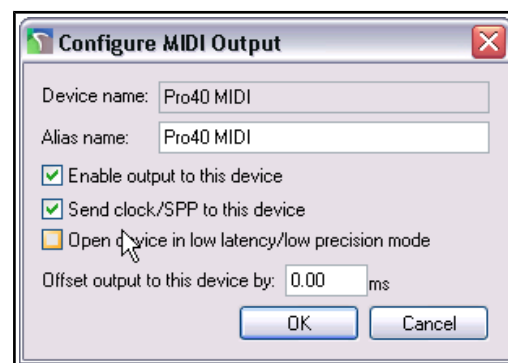 Configure MIDI Output
Device name: Pro40 MIDI
Alias name: Pro40 MIDI
Enable output to this device
Send clock/SPP to this device
Open device in low latency/low precision mode
Offset output to this device by: 0.00 ms
OK Cancel